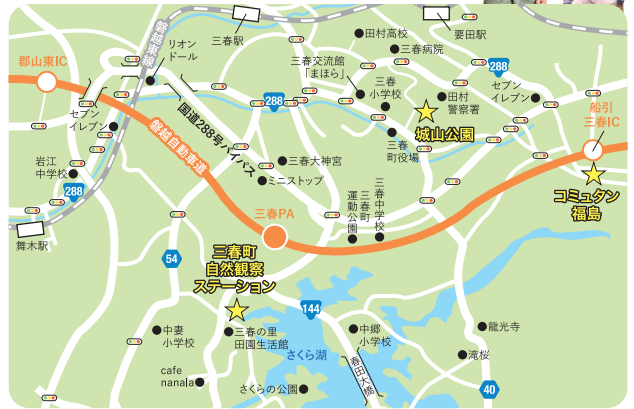 三春駅
要田駅
田村高校
三春病院
磐越東線
リオン
ドール
郡山東IC
三春交流館
「まほら」
288
三春
小学校
田村
警察署
セブン
イレブン
船引
三春IC
288
セブン
イレブン
国道288号バイパス
城山公園
三春
町役場
磐越自動車道
岩江
中学校
288
三春大神宮
ミニストップ
コミュタン
福島
三春町
運動公園
三春中学校
三春PA
舞木駅
54
三春町
自然観察
ステーション
144
三春の里
田園生活館
中妻
小学校
さくら湖
中郷
小学校
龍光寺
滝桜
春田大橋
cafe
nanala
さくらの公園
40